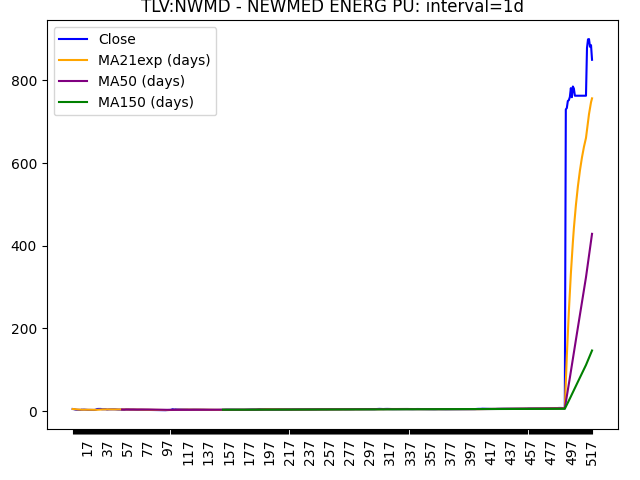 TLV:NWMD - NEWMED ENERG PU: interval=1d
Close
MA21exp (days)
MA50 (days)
MA150 (days)
800
600
400
200
0
17 37 57 77 97 117 137 157 177 197 217 237 257 277 297 317 337 357 377 397 417 437 457 477 497 517